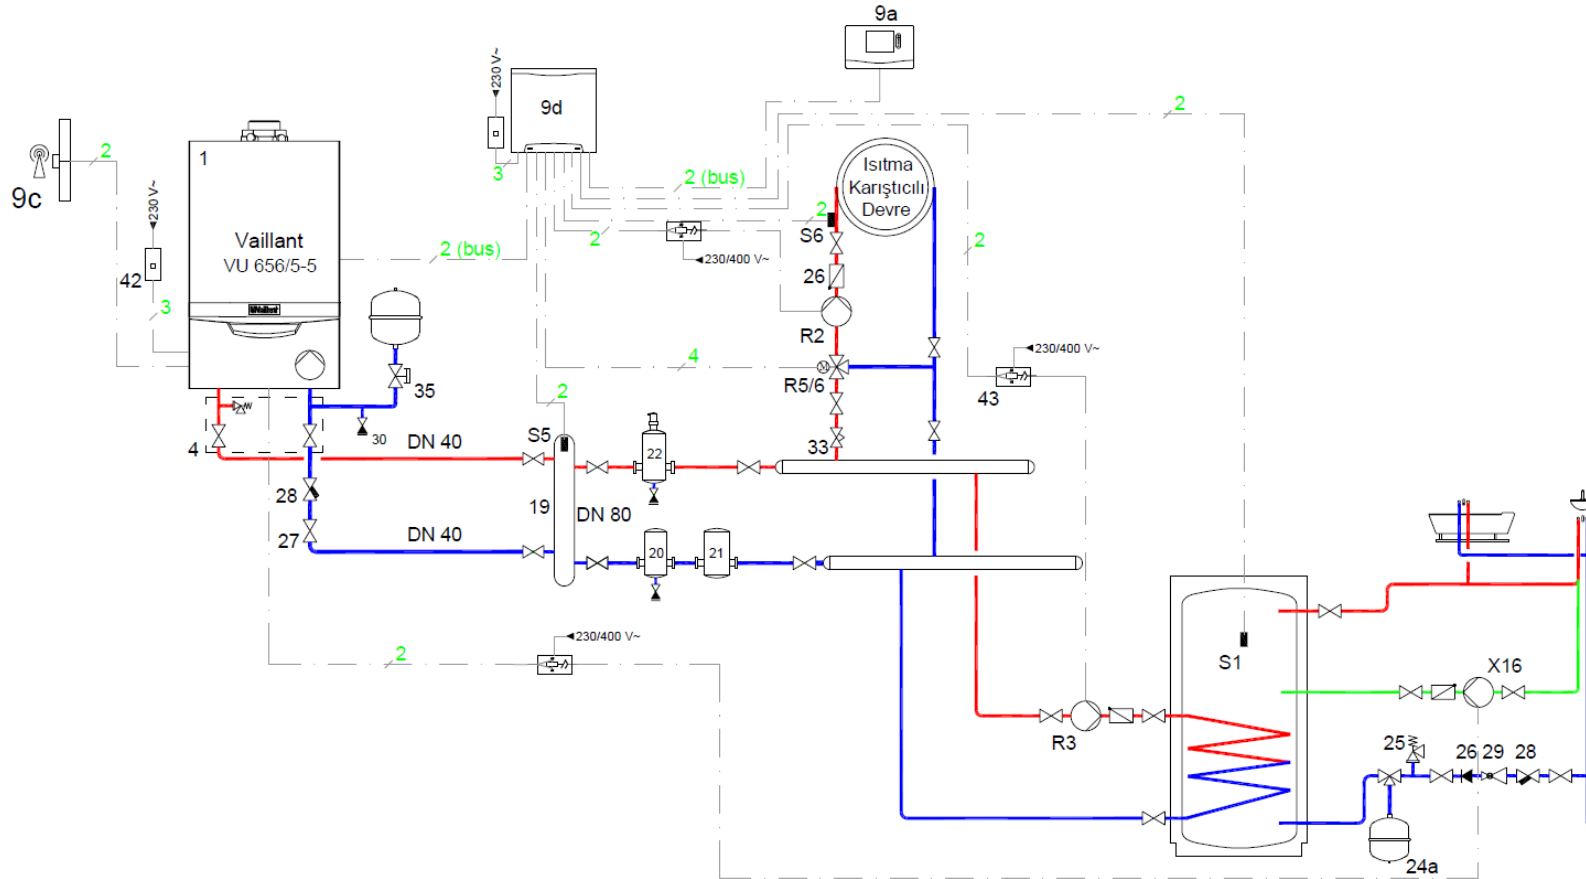 9a
230 V~
9d
2
1
2
9c
230 V~
3
2 (bus)
Isıtma
Karıştıcılı
Devre
2
S6
2
2
Vaillant
VU 656/5-5
2 (bus)
230/400 V~
42
26
3
Vaillant
R2
230/400 V~
4
R5/6
35
43
2
4
30
DN 40
S5
33
22
28
19
DN 80
27
DN 40
20
21
230/400 V~
2
S1
X16
R3
25
26
29
28
24a